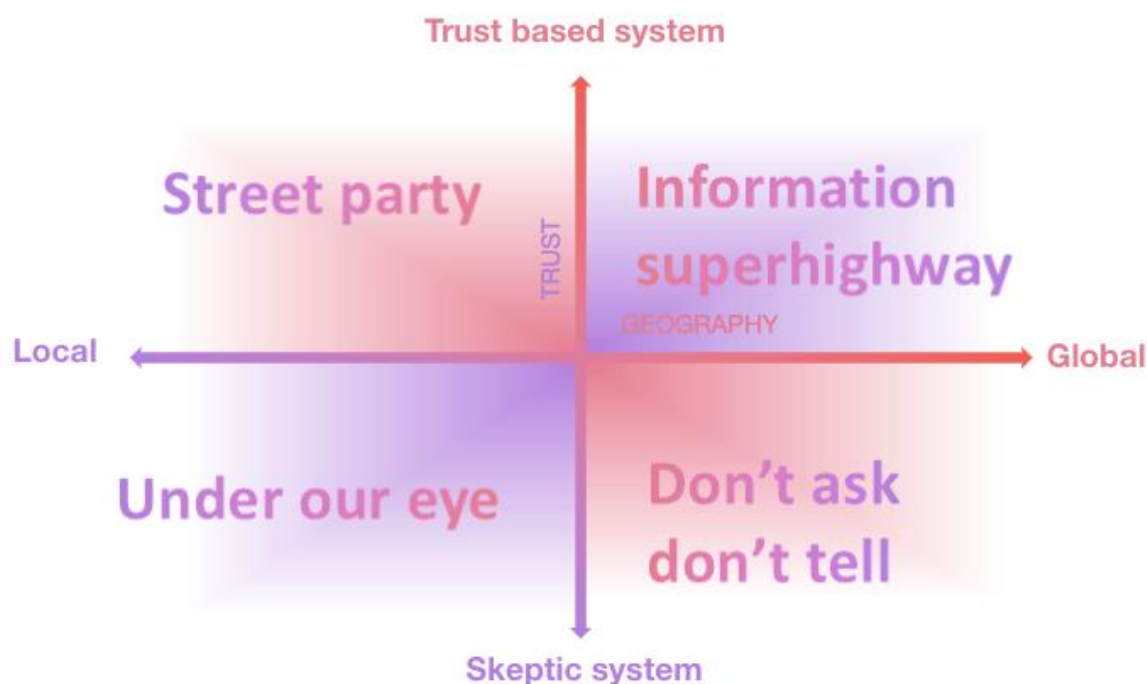 Trust based system
Street party
Information
superhighway
TRUST
GEOGRAPHY
Local
Global
Under our eye
Don’t ask
don’t tell
Skeptic system